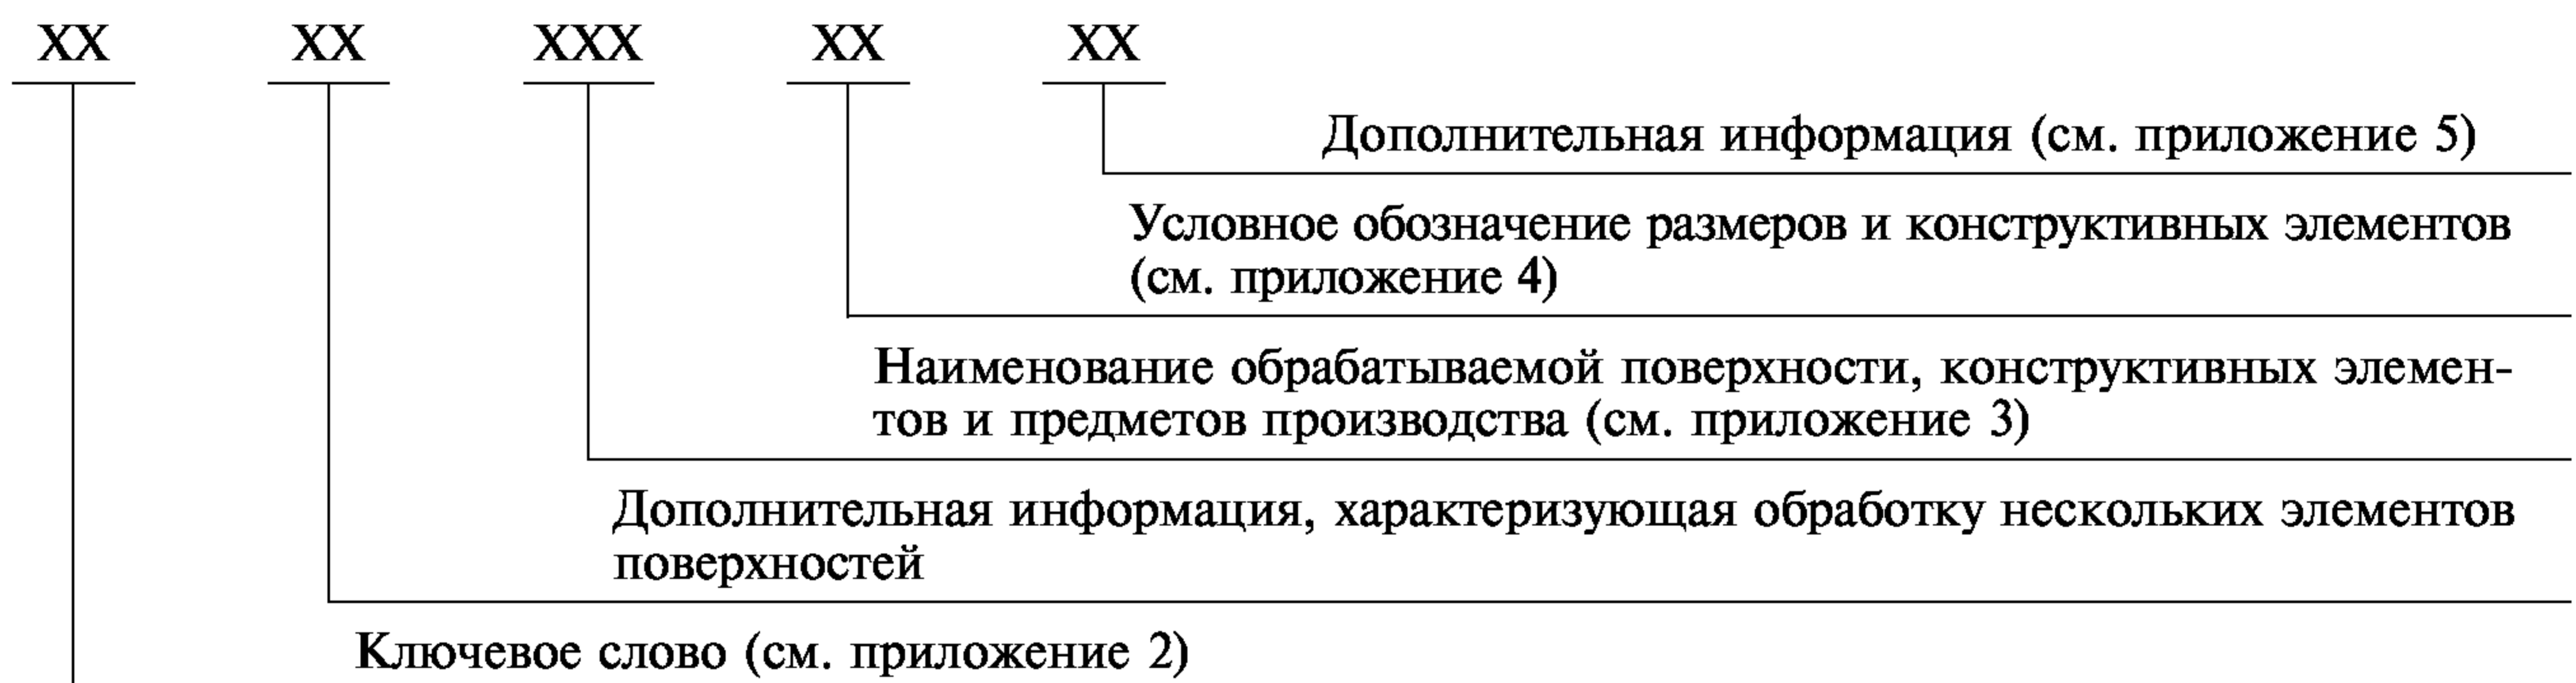 XX XX XXX XX XX
Дополнительная информация (см. приложение 5)
Условное обозначение размеров и конструктивных элементов
(см. приложение 4)
Наименование обрабатываемой поверхности, конструктивных элемен-
тов и предметов производства (см. приложение 3)
Дополнительная информация, характеризующая обработку нескольких элементов
поверхностей
Ключевое слово (см. приложение 2)